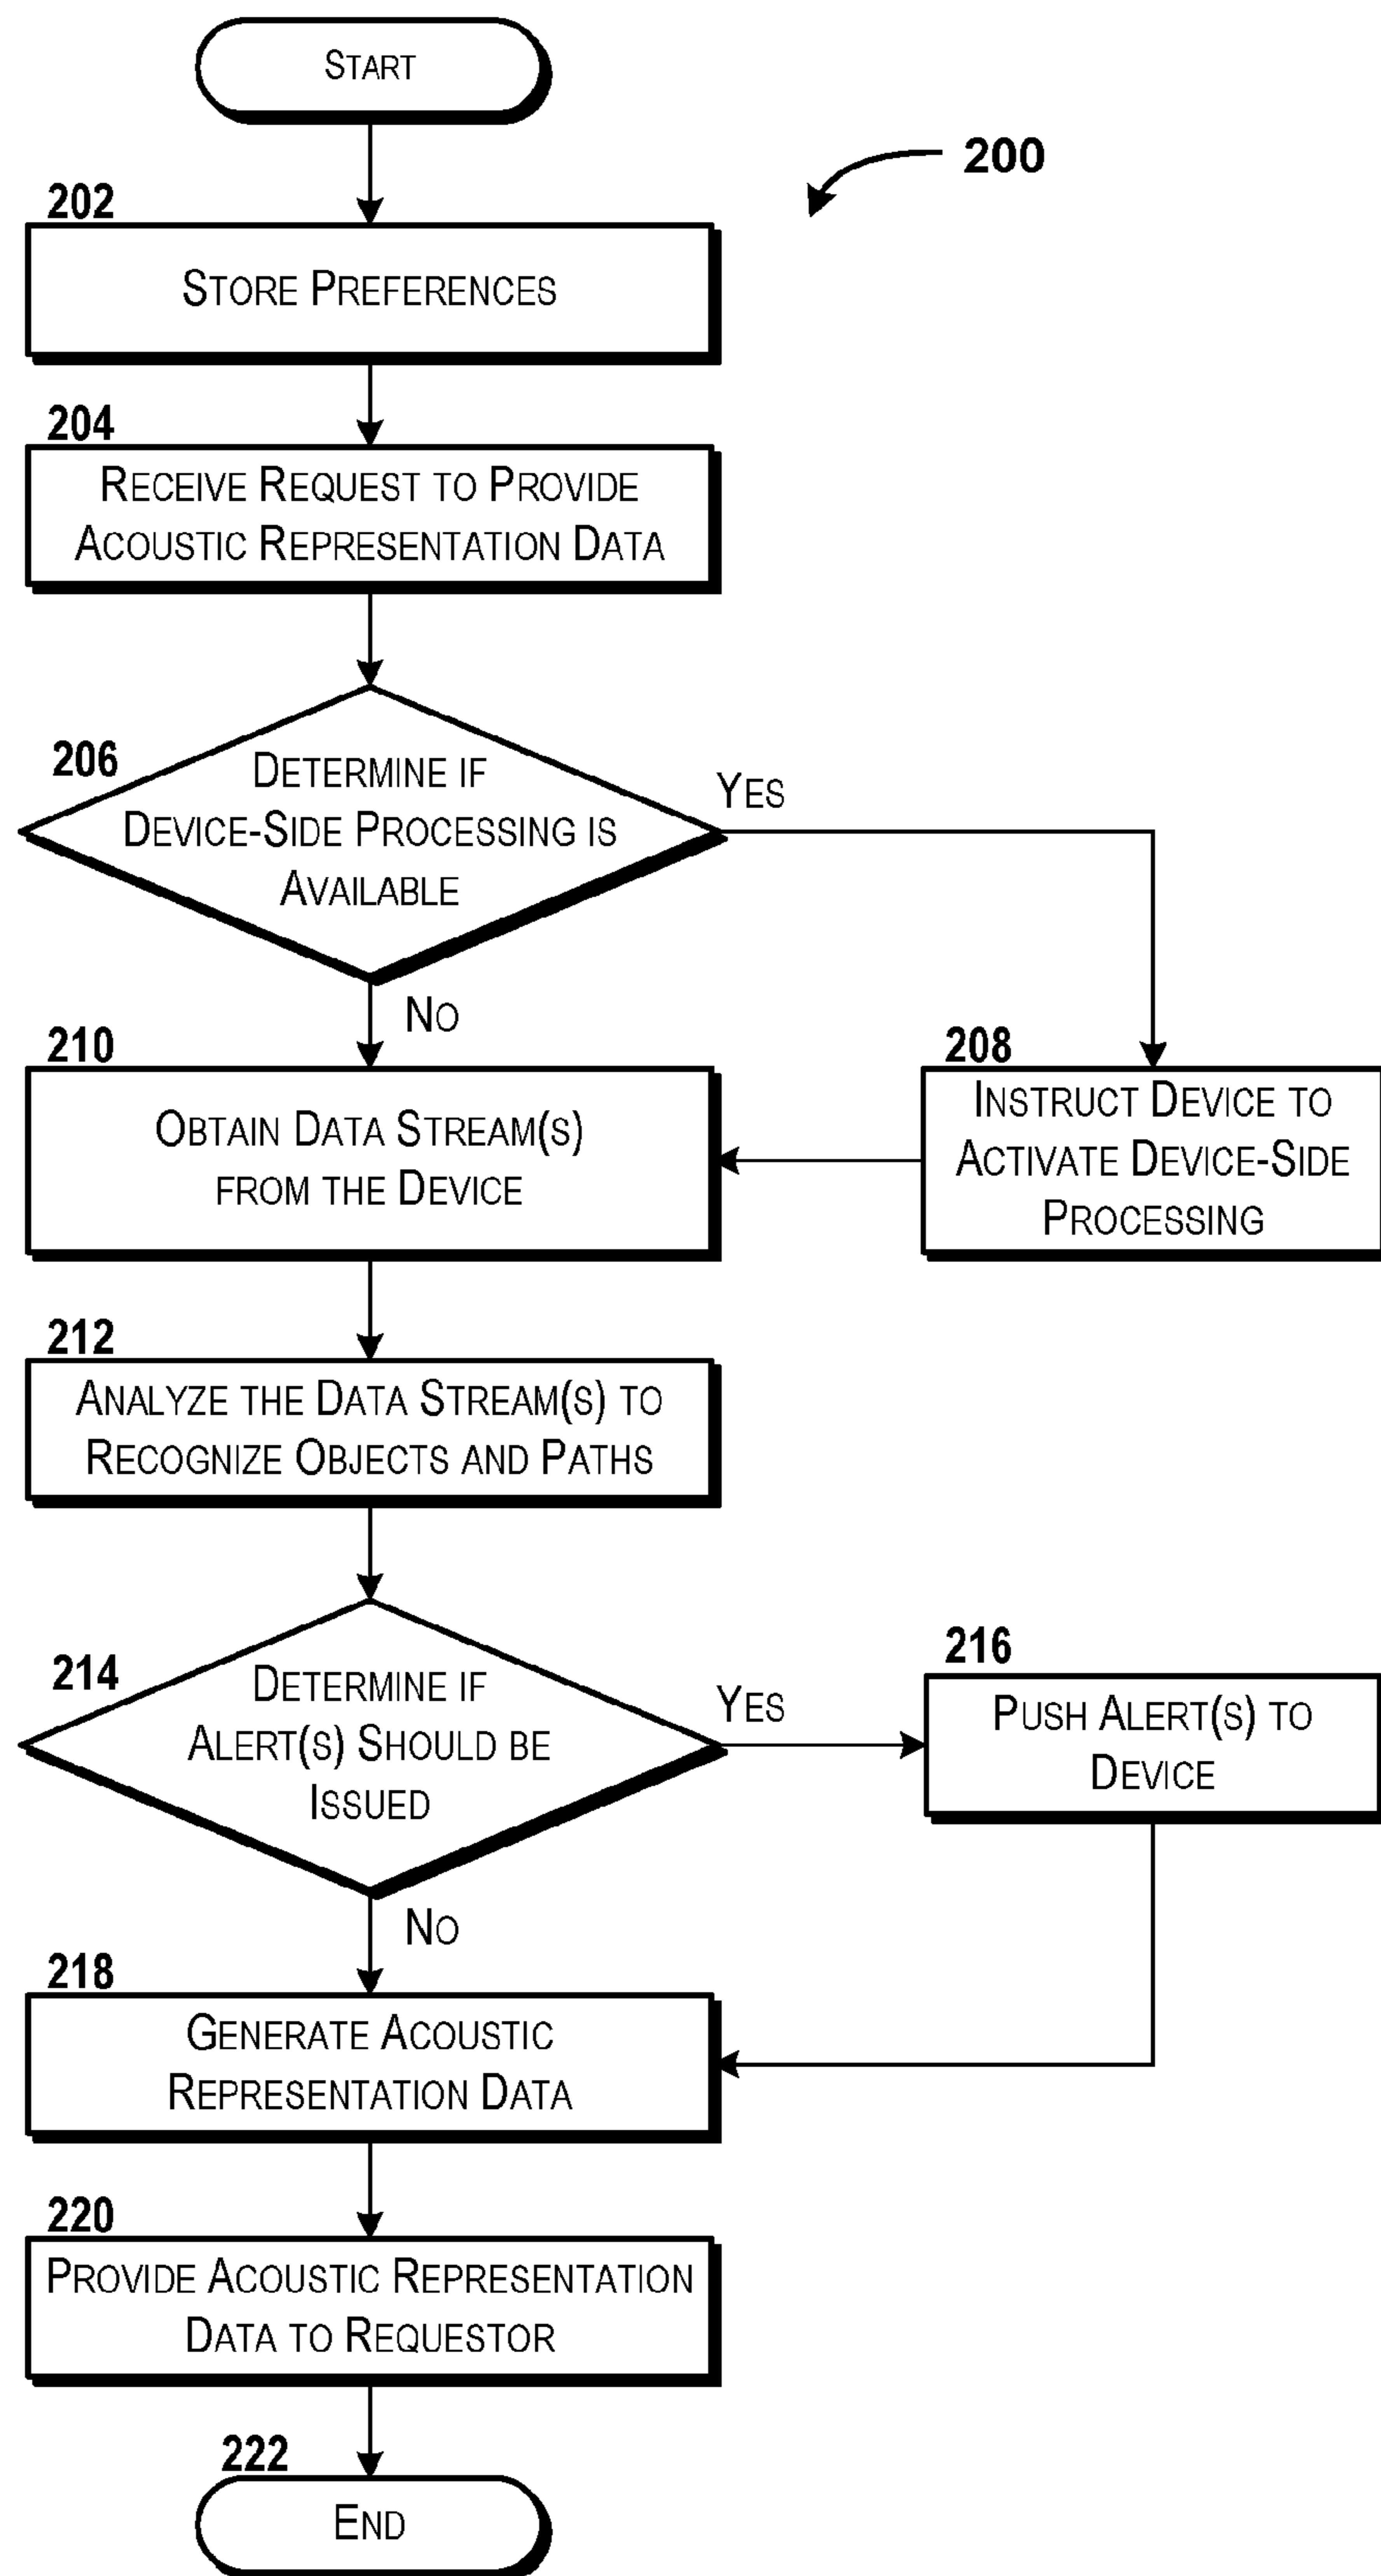 START
200
202
STORE PREFERENCES
204
RECEIVE REQUEST TO PROVIDE
ACOUSTIC REPRESENTATION DATA
206
DETERMINE IF
DEVICE-SIDE PROCESSING IS
AVAILABLE
YES
NO
208
INSTRUCT DEVICE TO
ACTIVATE DEVICE-SIDE
PROCESSING
210
OBTAIN DATA STREAM(S)
FROM THE DEVICE
212
ANALYZE THE DATA STREAM(S) TO
RECOGNIZE OBJECTS AND PATHS
214
DETERMINE IF
ALERT(S) SHOULD BE
ISSUED
YES
NO
216
PUSH ALERT(S) TO
DEVICE
218
GENERATE ACOUSTIC
REPRESENTATION DATA
220
PROVIDE ACOUSTIC REPRESENTATION
DATA TO REQUESTOR
222
END